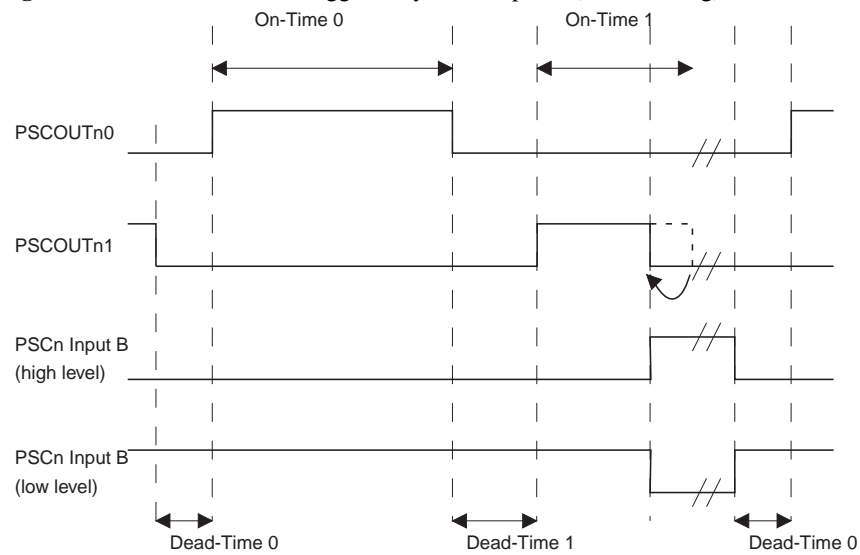 On-Time 0
On-Time 1
PSCOUTn0
PSCOUTn1
PSCn Input B
(high level)
PSCn Input B
(low level)
Dead-Time 0
Dead-Time 1
Dead-Time 0